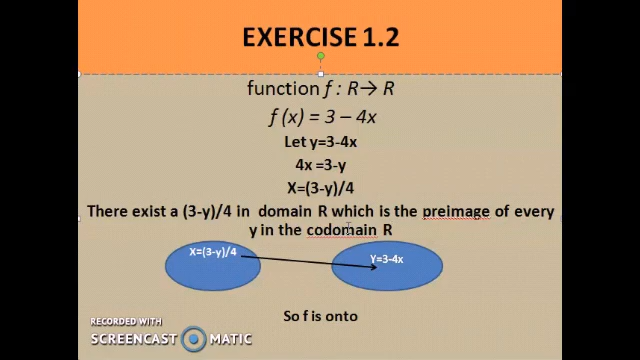 EXERCISE 1.2
function f : R→ R
f (x) = 3 – 4x
Let y=3-4x
4x =3-y
X=(3-y)/4
There exist a (3-y)/4 in domain R which is the preimage of every
y in the codomain R
X=(3-y)/4
Y=3-4x
So f is onto
RECORDED WITH
SCREENCAST MATIC